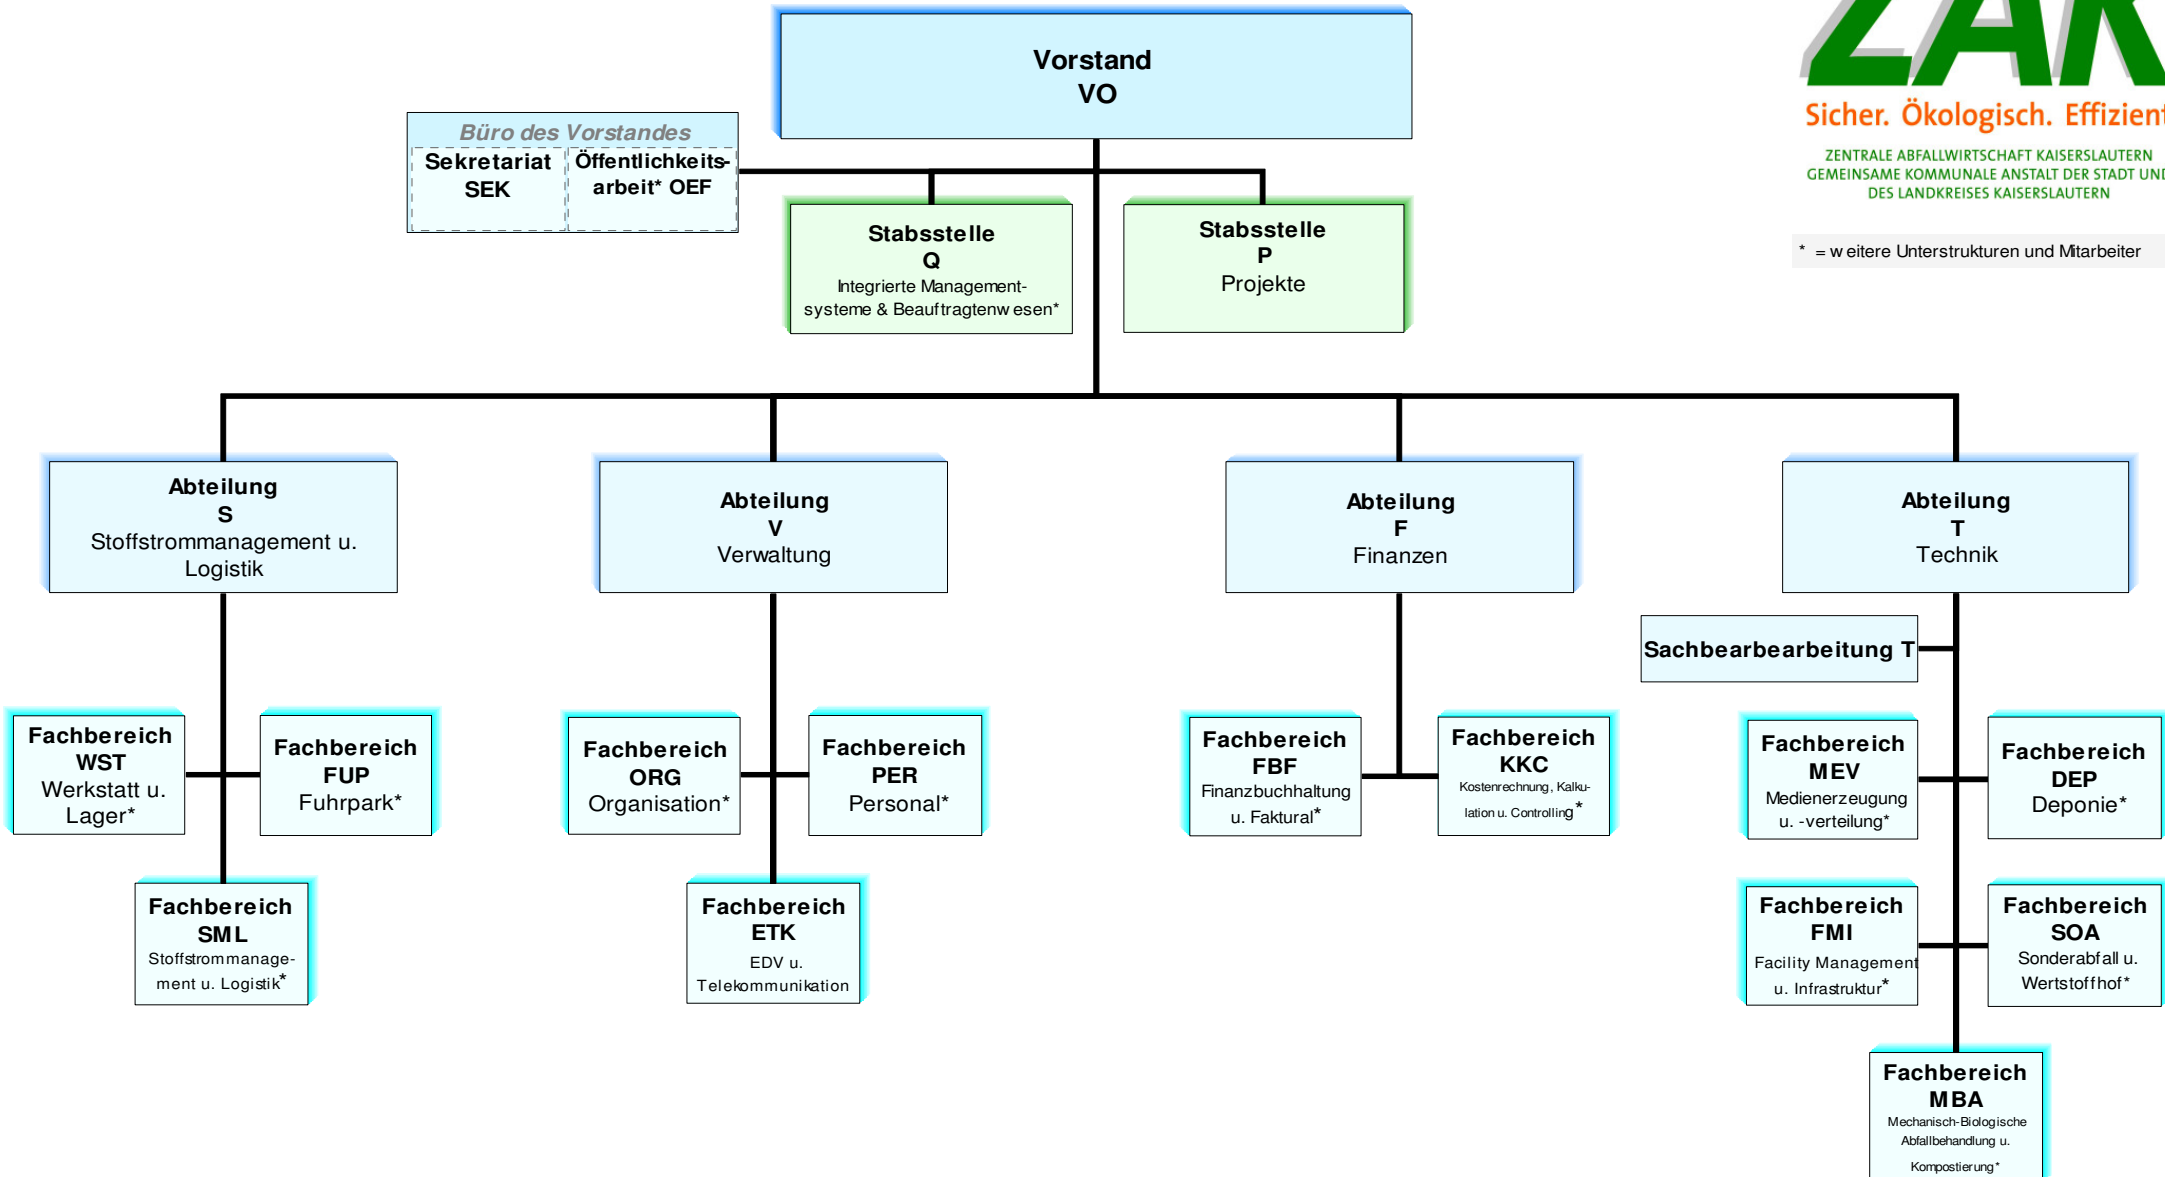 Vorstand
VO
ZAK
Sicher. Ökologisch. Effizient
ZENTRALE ABFALLWIRTSCHAFT KAISERSLAUTERN
GEMEINSAME KOMMUNALE ANSTALT DER STADT UND
DES LANDKREISES KAISERSLAUTERN
* = weitere Unterstrukturen und Mitarbeiter
Büro des Vorstandes
Sekretariat
SEK
Öffentlichkeits-
arbeit* OEF
Stabsstelle
Q
Integrierte Management-
systeme & Beauftragtenwesen*
Stabsstelle
P
Projekte
Abteilung
S
Stoffstrommanagement u.
Logistik
Abteilung
V
Verwaltung
Abteilung
F
Finanzen
Abteilung
T
Technik
Sachbearbearbeitung T
Fachbereich
WST
Werkstatt u.
Lager*
Fachbereich
FUP
Fuhrpark*
Fachbereich
SML
Stoffstrommanage-
ment u. Logistik*
Fachbereich
ORG
Organisation*
Fachbereich
PER
Personal*
Fachbereich
ETK
EDV u.
Telekommunikation
Fachbereich
FBF
Finanzbuchhaltung
u. Faktural*
Fachbereich
KKC
Kostenrechnung, Kalku-
lation u. Controlling*
Fachbereich
MEV
Medienerzeugung
u. -verteilung*
Fachbereich
DEP
Deponie*
Fachbereich
FMI
Facility Management
u. Infrastruktur*
Fachbereich
SOA
Sonderabfall u.
Wertstoffhof*
Fachbereich
MBA
Mechanisch-Biologische
Abfallbehandlung u.
Kompostierung*